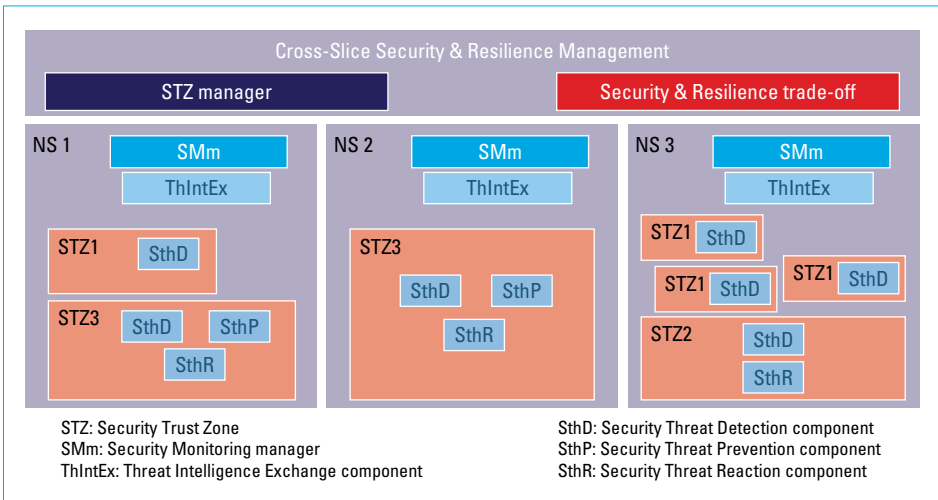 Cross-Slice Security & Resilience Management
STZ manager
Security & Resilience trade-off
NS 1
SMm
ThIntEx
STZ1
SthD
STZ3
SthD
SthP
SthR
NS 2
SMm
ThIntEx
STZ3
SthD
SthP
SthR
NS 3
SMm
ThIntEx
STZ1
SthD
STZ1
SthD
STZ1
SthD
STZ2
SthD
SthR
STZ: Security Trust Zone
SMm: Security Monitoring manager
ThIntEx: Threat Intelligence Exchange component
SthD: Security Threat Detection component
SthP: Security Threat Prevention component
SthR: Security Threat Reaction component